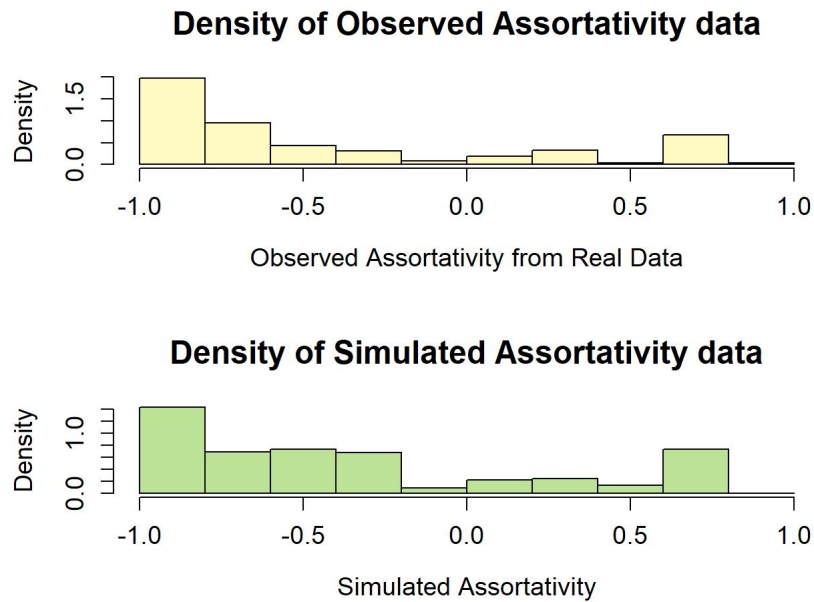 Density of Observed Assortativity data
Density
0.0 1.5
-1.0 -0.5 0.0 0.5 1.0
Observed Assortativity from Real Data
Density of Simulated Assortativity data
Density
0.0 1.0
-1.0 -0.5 0.0 0.5 1.0
Simulated Assortativity